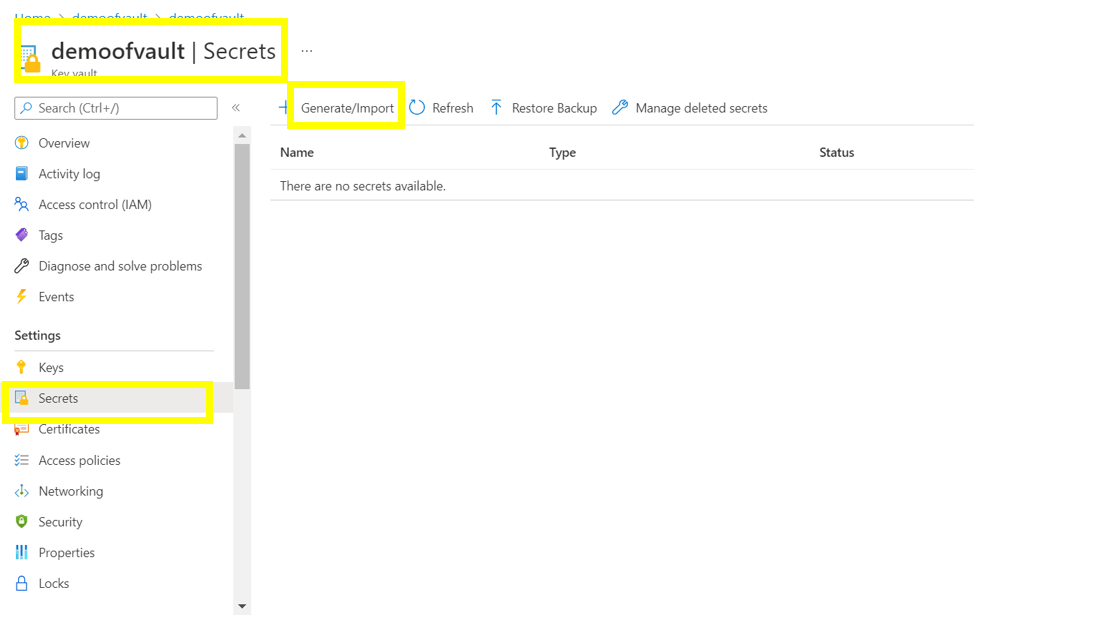 Home > demoofvault > demoofvault
demoofvault | Secrets ...
Key vault
Search (Ctrl+/) «
Generate/Import Refresh Restore Backup Manage deleted secrets
Overview
Activity log
Access control (IAM)
Tags
Diagnose and solve problems
Events
Settings
Keys
Secrets
Certificates
Access policies
Networking
Security
Properties
Locks
Name Type Status
There are no secrets available.